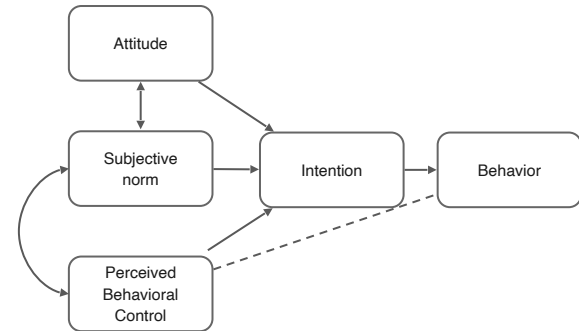 Attitude
Subjective
norm
Intention
Behavior
Perceived
Behavioral
Control